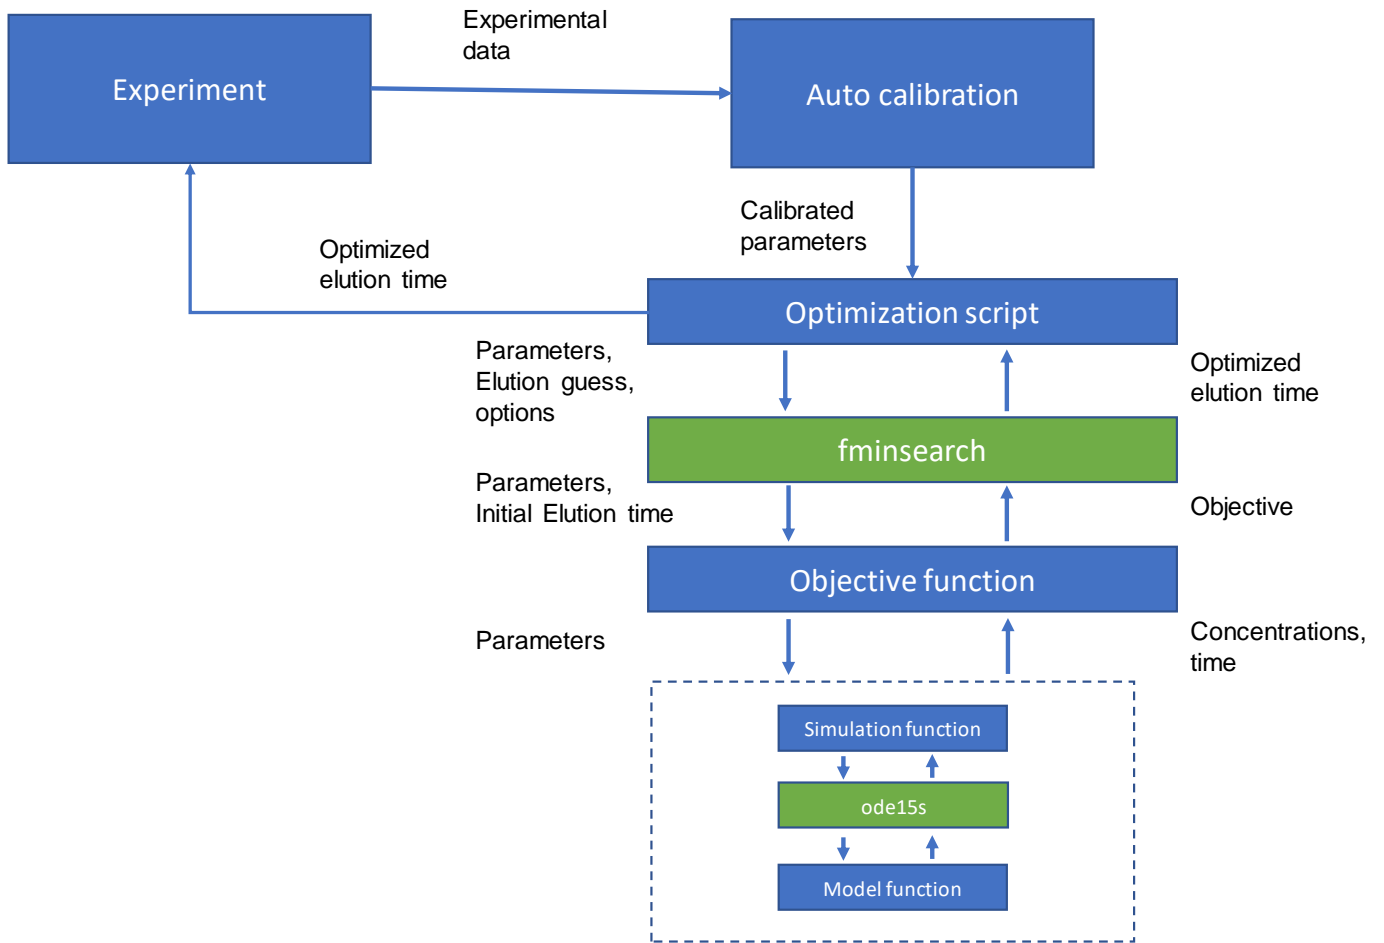 Experimental
data
Experiment
Auto calibration
Calibrated
parameters
Optimized
elution time
Optimization script
Parameters,
Elution guess,
options
Optimized
elution time
fminsearch
Parameters,
Initial Elution time
Objective
Objective function
Parameters
Concentrations,
time
Simulation function
ode15s
Model function